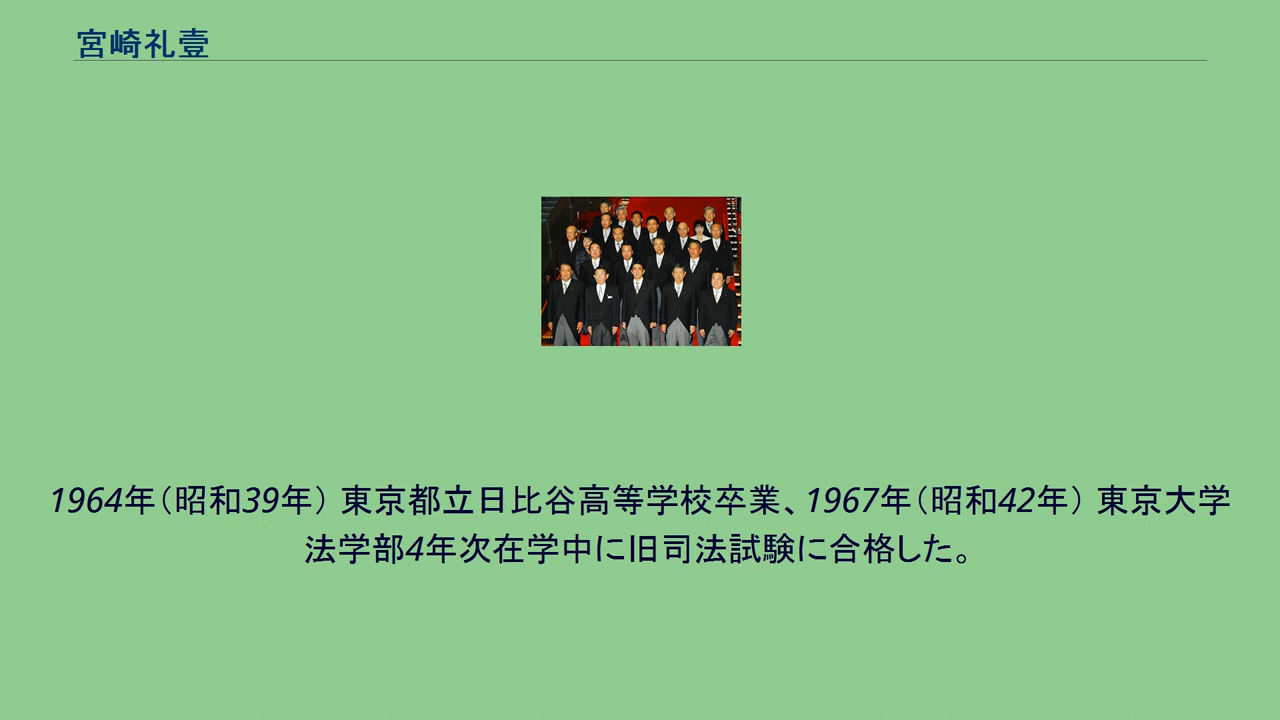 宮崎礼壹
1964年（昭和39年） 東京都立日比谷高等学校卒業、1967年（昭和42年） 東京大学
法学部4年次在学中に旧司法試験に合格した。